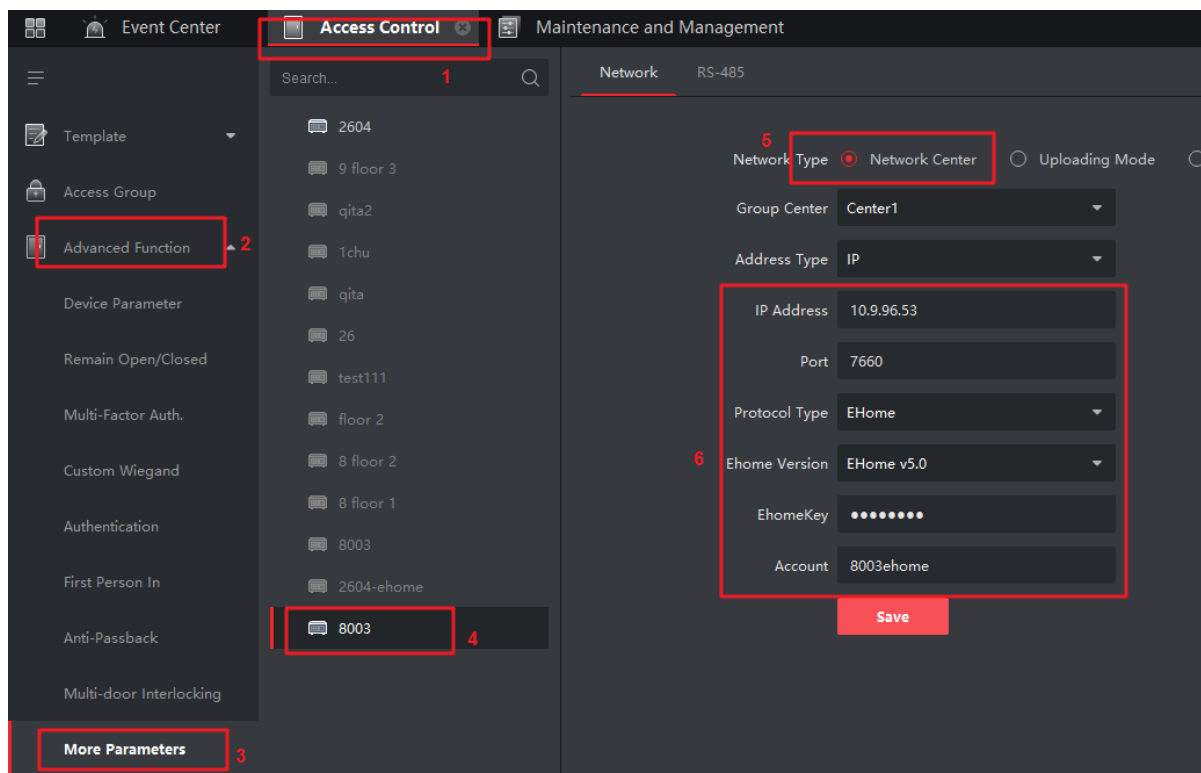 Event Center
Access Control
Maintenance and Management
1
Search...
Template
Access Group
Advanced Function
2
Device Parameter
Remain Open/Closed
Multi-Factor Auth.
Custom Wiegand
Authentication
First Person In
Anti-Passback
Multi-door Interlocking
More Parameters
3
2604
9 floor 3
qita2
1chu
qita
26
test111
floor 2
8 floor 2
8 floor 1
8003
2604-ehome
8003
4
Network RS-485
5
Network Type Network Center Uploading Mode
Group Center Center1
Address Type IP
IP Address 10.9.96.53
Port 7660
Protocol Type EHome
6
Ehome Version EHome v5.0
EhomeKey ••••••••
Account 8003ehome
Save